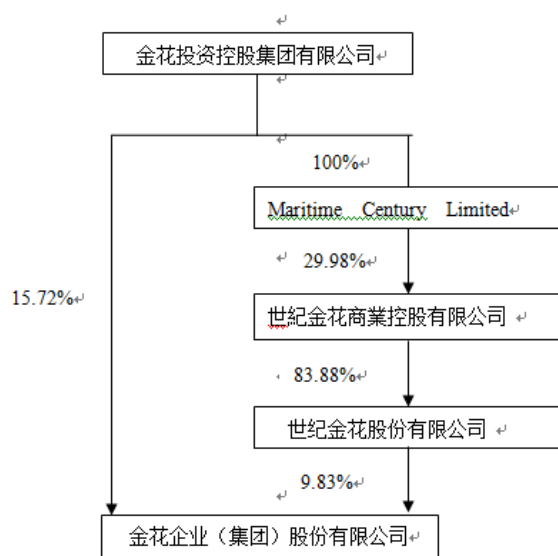 金花投资控股集团有限公司
100%
Maritime Century Limited
29.98%
15.72%
世紀金花商業控股有限公司
83.88%
世纪金花股份有限公司
9.83%
金花企业（集团）股份有限公司